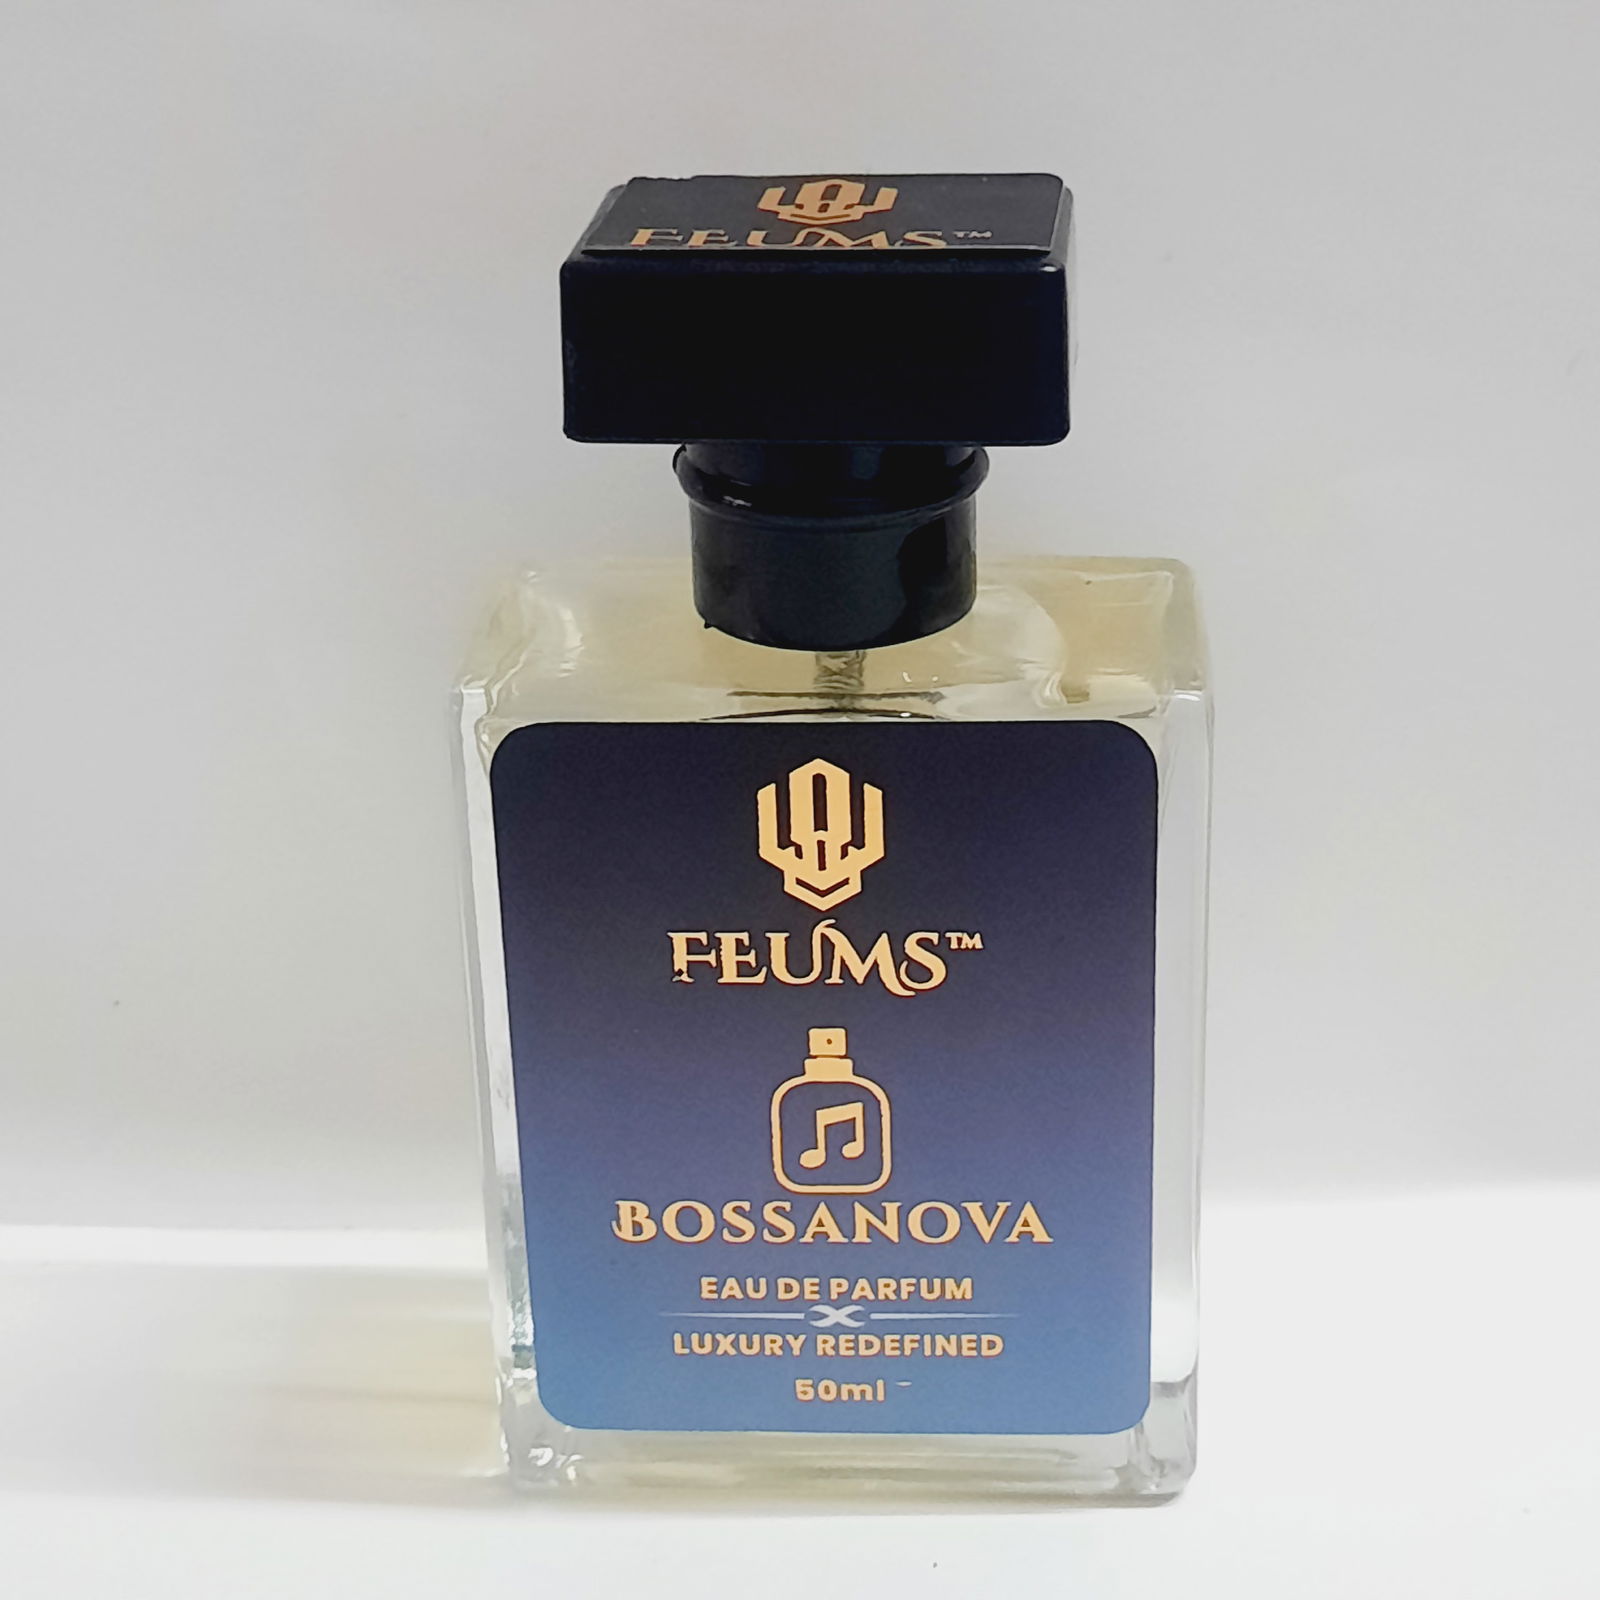 FEUMS™
FEUMS™
BOSSANOVA
EAU DE PARFUM
LUXURY REDEFINED
50ml